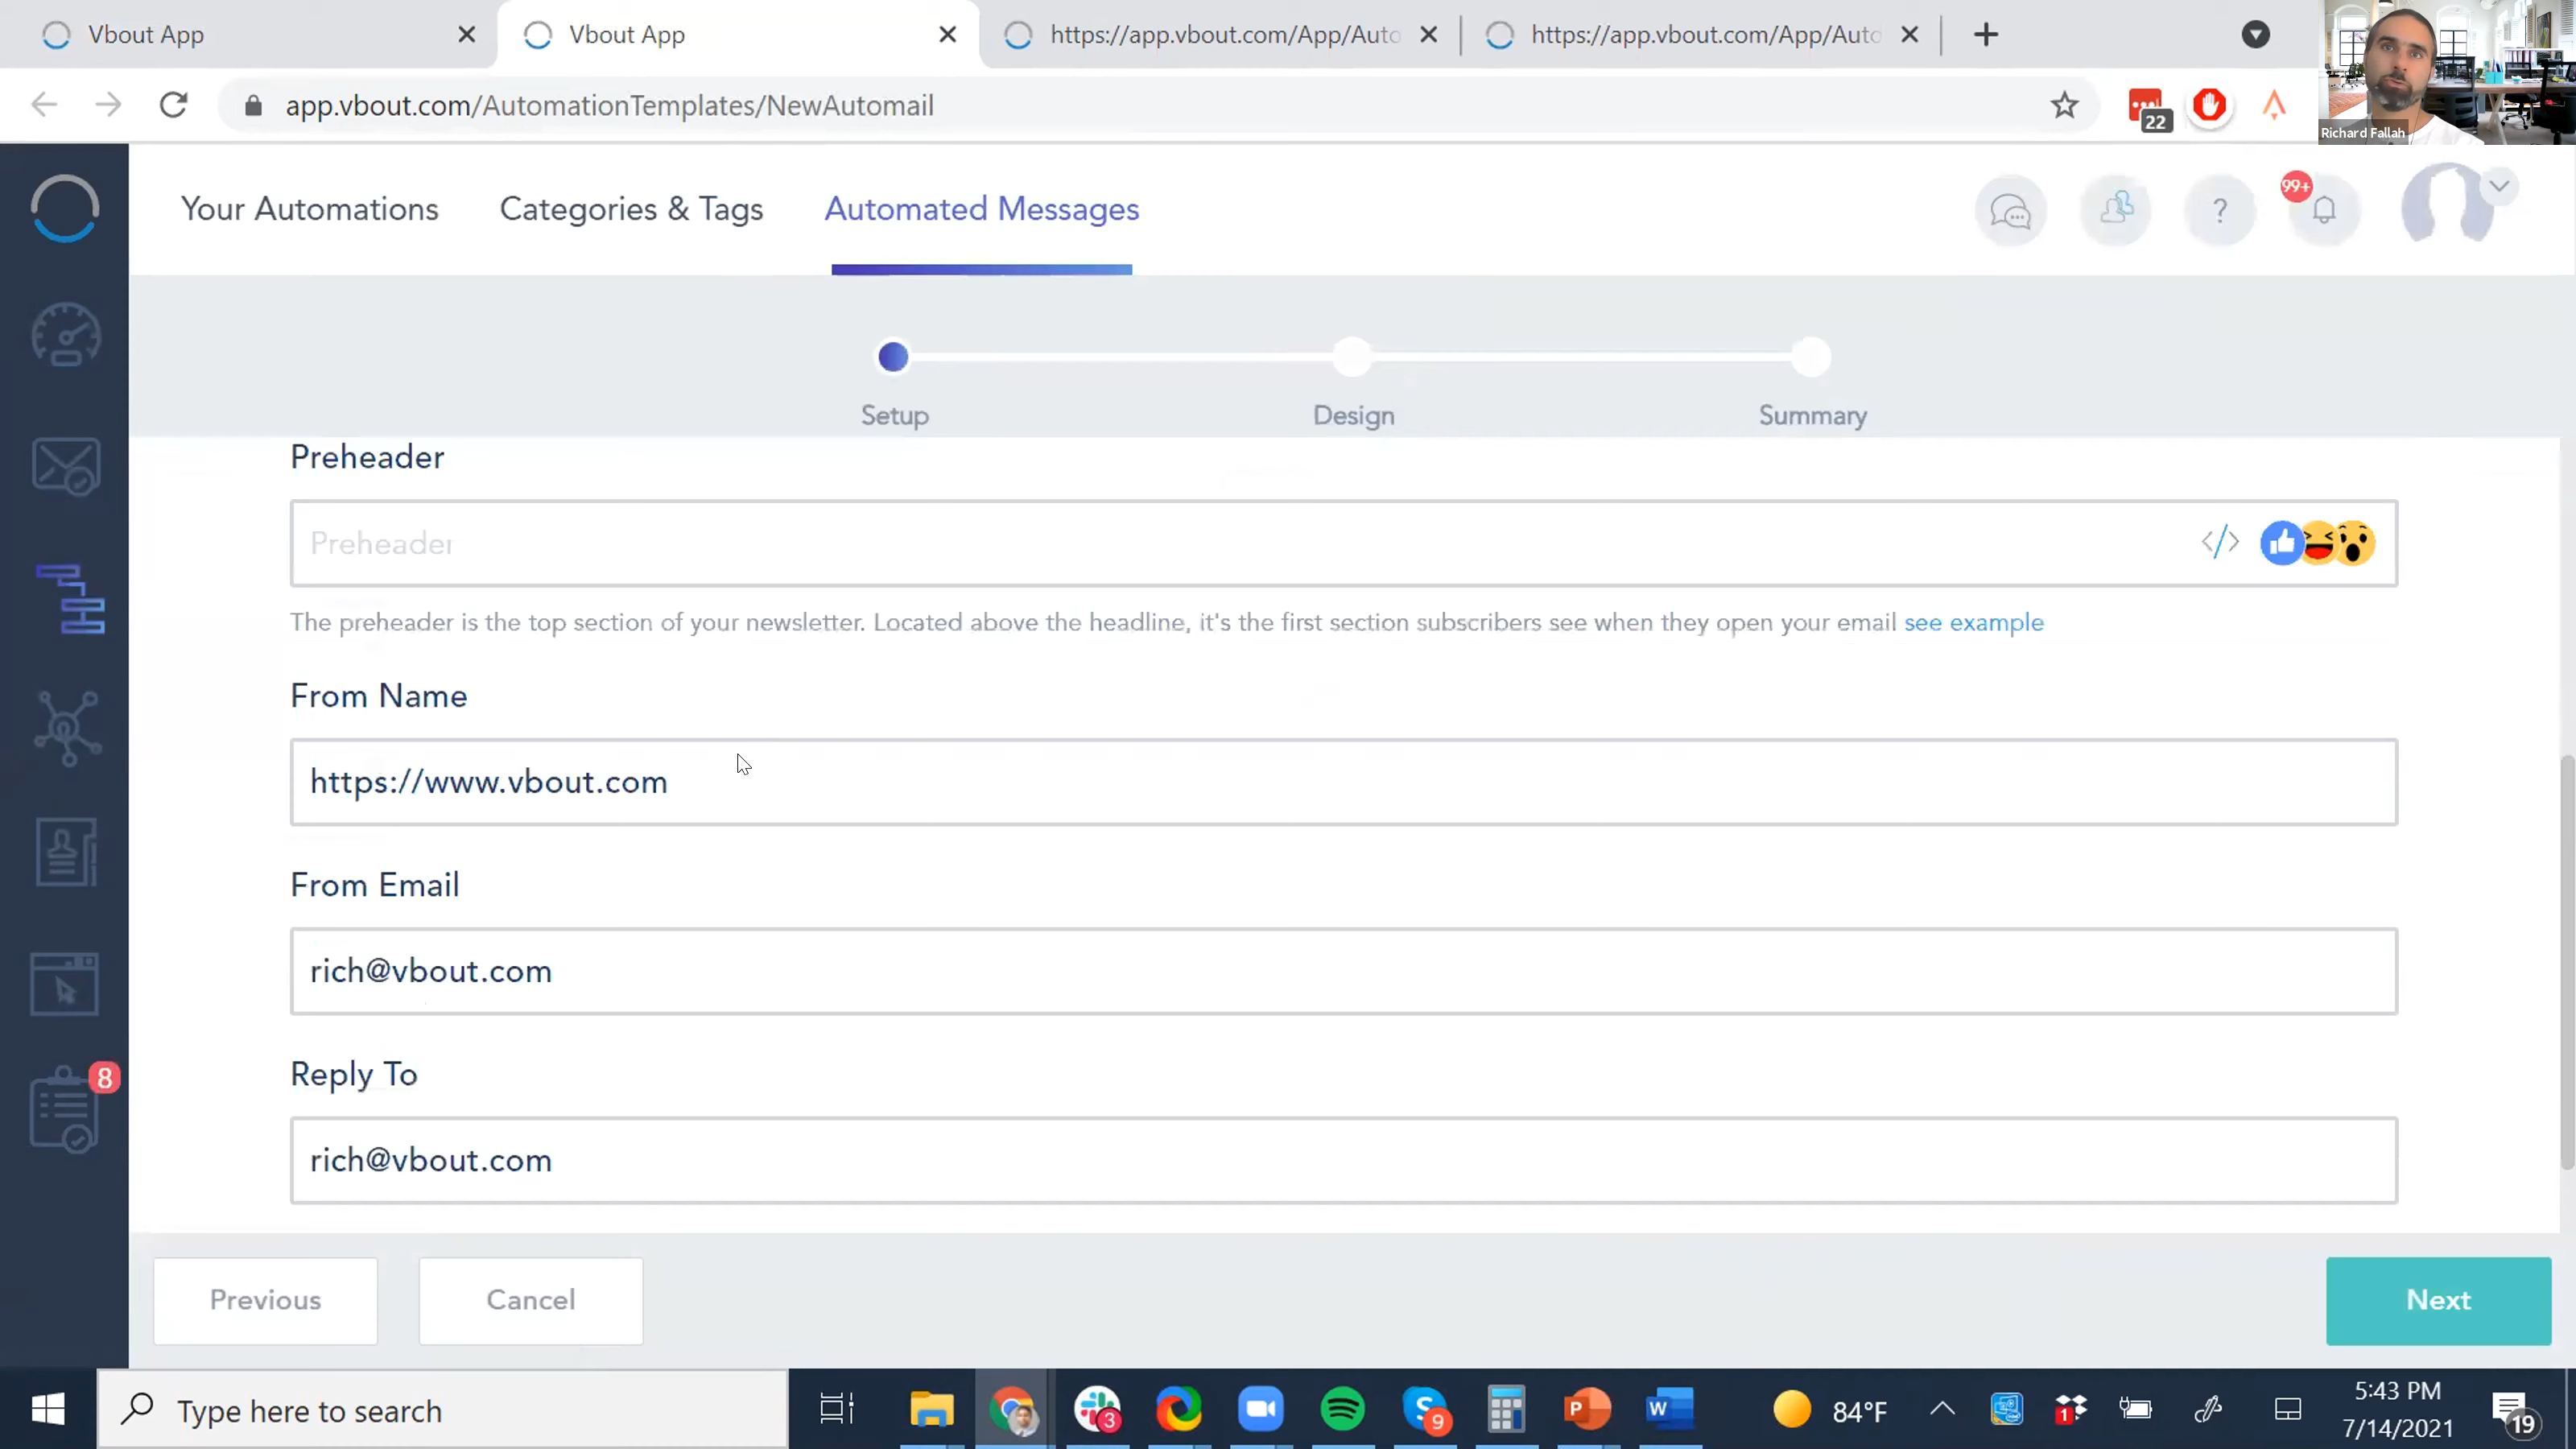 Vbout App
Vbout App
https://app.vbout.com/App/Auto
https://app.vbout.com/App/Auto
app.vbout.com/AutomationTemplates/NewAutomail
22
Richard Fallah
Your Automations
Categories & Tags
Automated Messages
?
99+
Setup
Design
Summary
Preheader
Preheader
</>
The preheader is the top section of your newsletter. Located above the headline, it's the first section subscribers see when they open your email see example
From Name
https://www.vbout.com
From Email
rich@vbout.com
Reply To
rich@vbout.com
8
Previous
Cancel
Next
Type here to search
3
S
9
P
W
84°F
1
5:43 PM
7/14/2021
19